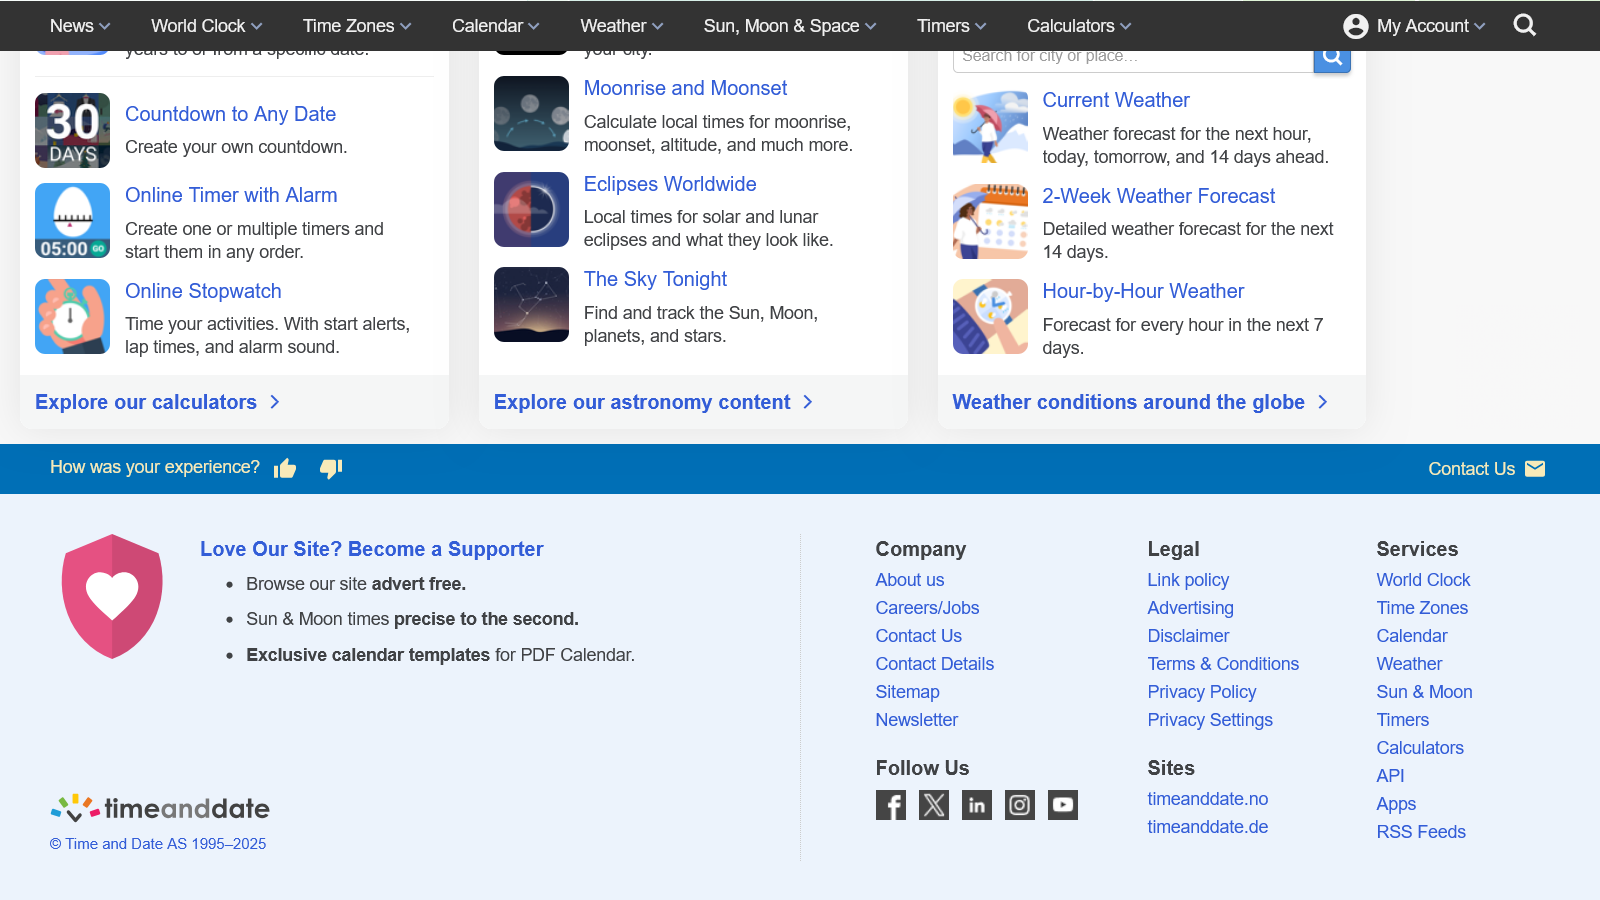 News
World Clock
Time Zones
Calendar
Weather
Sun, Moon & Space
Timers
Calculators
My Account
years to or from a specific date.
30
DAYS
Countdown to Any Date
Create your own countdown.
05:00 GO
Online Timer with Alarm
Create one or multiple timers and
start them in any order.
Online Stopwatch
Time your activities. With start alerts,
lap times, and alarm sound.
Explore our calculators
your city.
Moonrise and Moonset
Calculate local times for moonrise,
moonset, altitude, and much more.
Eclipses Worldwide
Local times for solar and lunar
eclipses and what they look like.
The Sky Tonight
Find and track the Sun, Moon,
planets, and stars.
Explore our astronomy content
Search for city or place…
Current Weather
Weather forecast for the next hour,
today, tomorrow, and 14 days ahead.
2-Week Weather Forecast
Detailed weather forecast for the next
14 days.
Hour-by-Hour Weather
Forecast for every hour in the next 7
days.
Weather conditions around the globe
How was your experience?
Contact Us
Love Our Site? Become a Supporter
Browse our site advert free.
Sun & Moon times precise to the second.
Exclusive calendar templates for PDF Calendar.
timeanddate
© Time and Date AS 1995–2025
Company
About us
Careers/Jobs
Contact Us
Contact Details
Sitemap
Newsletter
Follow Us
Legal
Link policy
Advertising
Disclaimer
Terms & Conditions
Privacy Policy
Privacy Settings
Sites
timeanddate.no
timeanddate.de
Services
World Clock
Time Zones
Calendar
Weather
Sun & Moon
Timers
Calculators
API
Apps
RSS Feeds